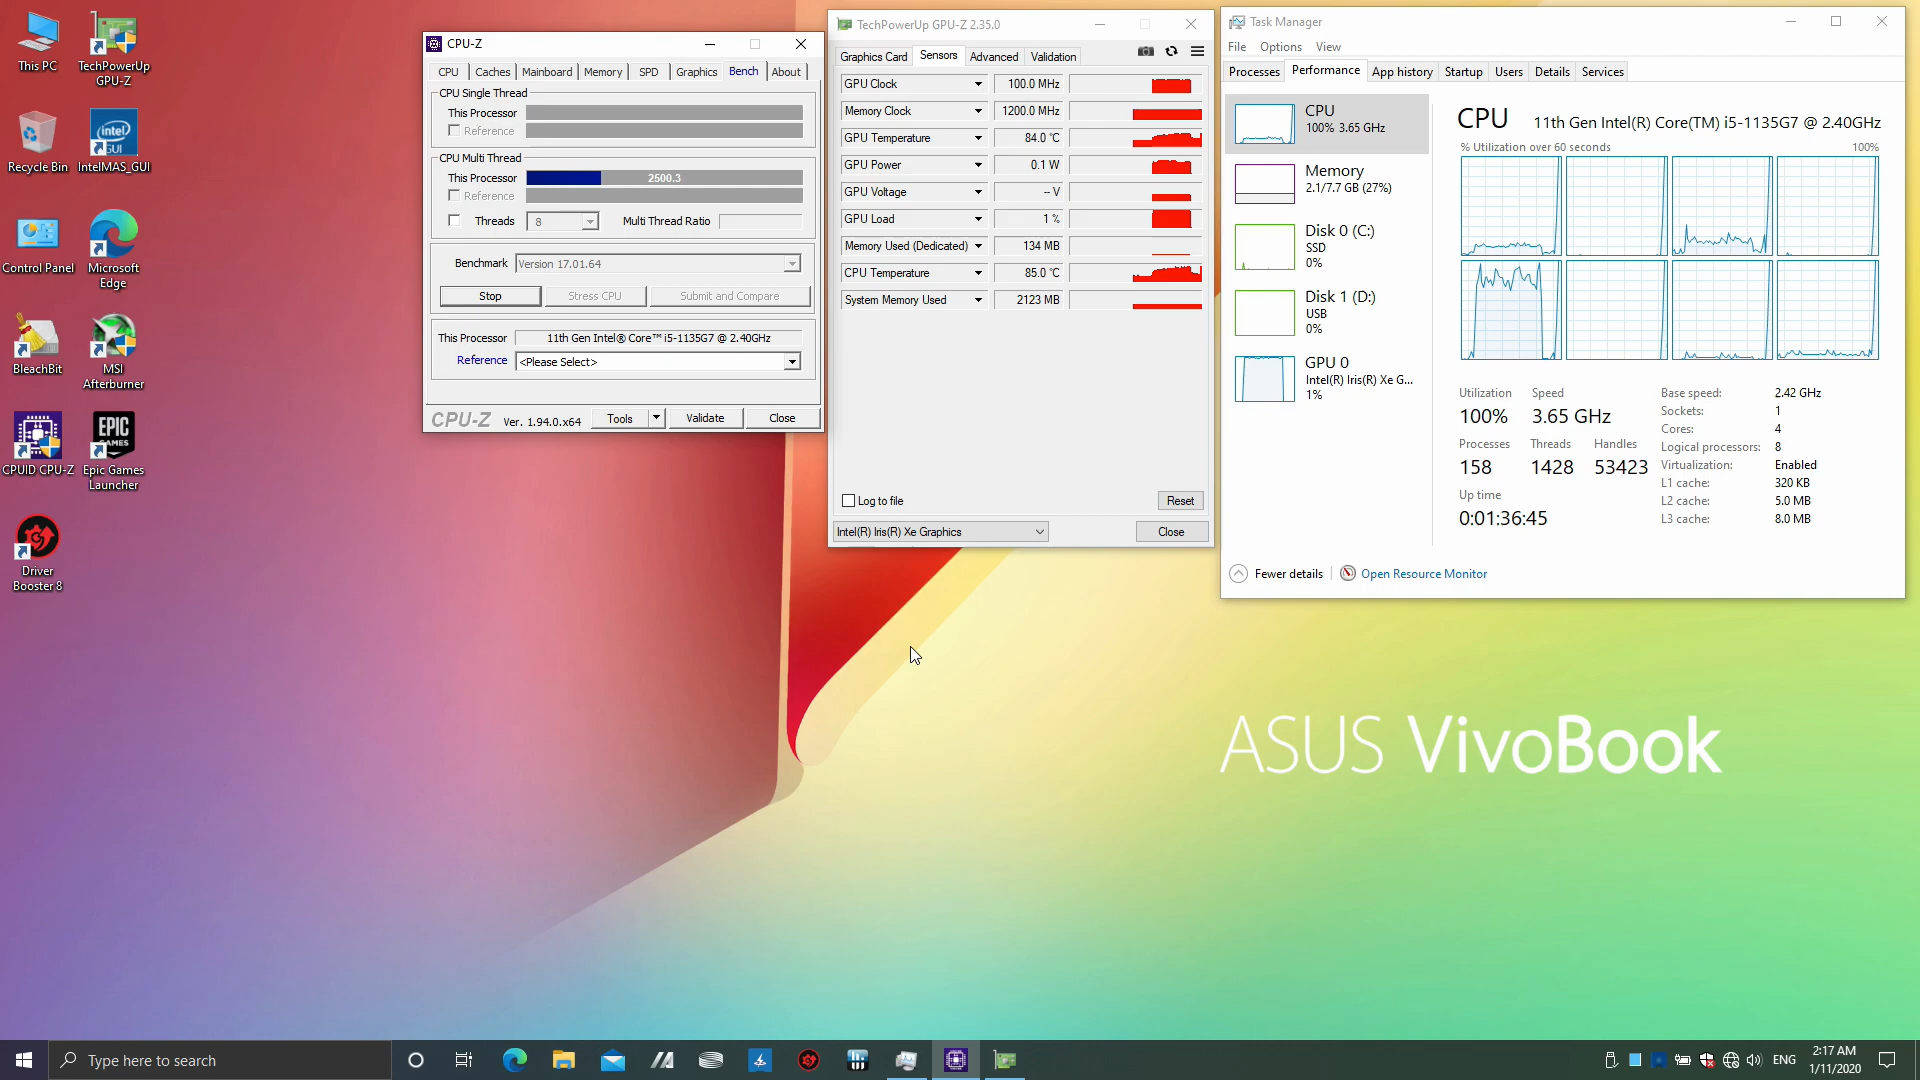 This PC
TechPowerUp
GPU-Z
Recycle Bin
IntelMAS_GUI
Control Panel
Microsoft
Edge
BleachBit
MSI
Afterburner
CPUID CPU-Z
Epic Games
Launcher
Driver
Booster 8
intel
GUI
EPIC
GAMES
CPU-Z
CPU
Caches
Mainboard
Memory
SPD
Graphics
Bench
About
CPU Single Thread
This Processor
Reference
CPU Multi Thread
This Processor
2500.3
Reference
Threads
8
Multi Thread Ratio
Benchmark
Version 17.01.64
Stop
Stress CPU
Submit and Compare
This Processor
11th Gen Intel® Core™ i5-1135G7 @ 2.40GHz
Reference
<Please Select>
CPU-Z
Ver. 1.94.0.x64
Tools
Validate
Close
TechPowerUp GPU-Z 2.35.0
Graphics Card
Sensors
Advanced
Validation
GPU Clock
100.0 MHz
Memory Clock
1200.0 MHz
GPU Temperature
84.0 °C
GPU Power
0.1 W
GPU Voltage
-- V
GPU Load
1 %
Memory Used (Dedicated)
134 MB
CPU Temperature
85.0 °C
System Memory Used
2123 MB
Log to file
Reset
Intel(R) Iris(R) Xe Graphics
Close
Task Manager
File
Options
View
Processes
Performance
App history
Startup
Users
Details
Services
CPU
100% 3.65 GHz
Memory
2.1/7.7 GB (27%)
Disk 0 (C:)
SSD
0%
Disk 1 (D:)
USB
0%
GPU 0
Intel(R) Iris(R) Xe G...
1%
CPU
11th Gen Intel(R) Core(TM) i5-1135G7 @ 2.40GHz
% Utilization over 60 seconds
100%
Utilization
100%
Speed
3.65 GHz
Processes
158
Threads
1428
Handles
53423
Up time
0:01:36:45
Base speed:
2.42 GHz
Sockets:
1
Cores:
4
Logical processors:
8
Virtualization:
Enabled
L1 cache:
320 KB
L2 cache:
5.0 MB
L3 cache:
8.0 MB
Fewer details
Open Resource Monitor
ASUS VivoBook
Type here to search
ENG
2:17 AM
1/11/2020